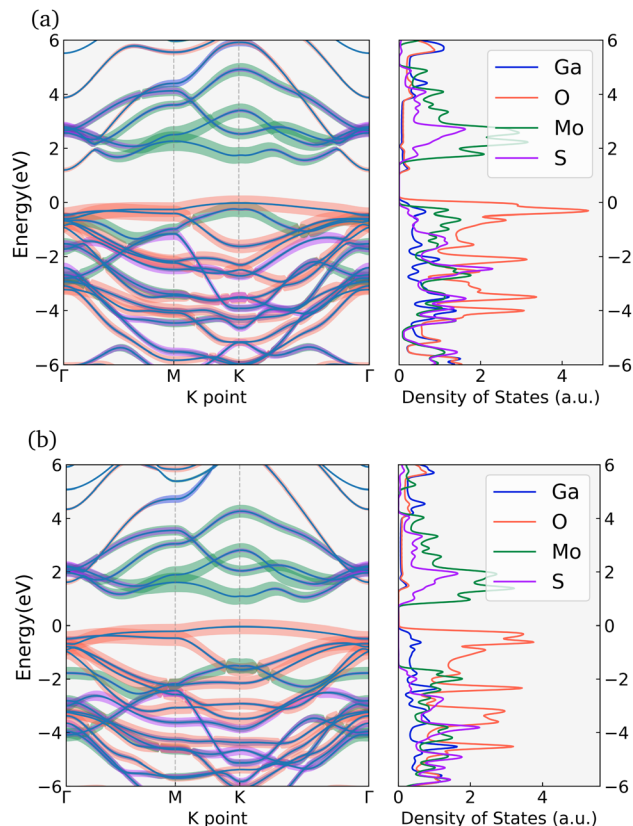 (a)
6
4
2
0
−2
−4
−6
Energy(eV)
Γ
M
K
Γ
K point
Ga
O
Mo
S
6
4
2
0
−2
−4
−6
0
2
4
Density of States (a.u.)
(b)
6
4
2
0
−2
−4
−6
Energy(eV)
Γ
M
K
Γ
K point
Ga
O
Mo
S
6
4
2
0
−2
−4
−6
0
2
4
Density of States (a.u.)